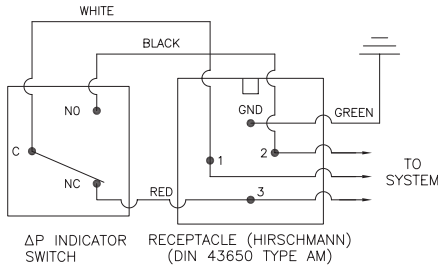 WHITE
BLACK
NO
GND
GREEN
C
1
2
TO
SYSTEM
NC
RED
3
ΔP INDICATOR
SWITCH
RECEPTACLE (HIRSCHMANN)
(DIN 43650 TYPE AM)